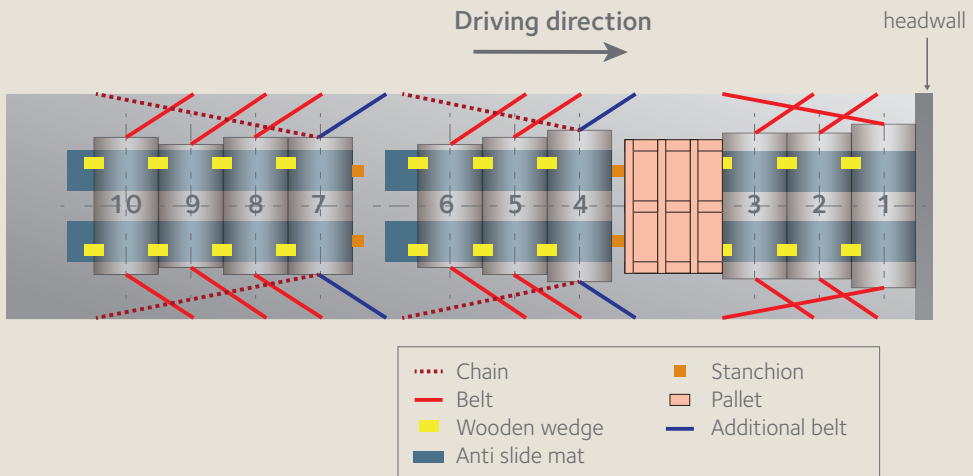 Driving direction
headwall
10 9 8 7 6 5 4 3 2 1
Chain
Belt
Wooden wedge
Anti slide mat
Stanchion
Pallet
Additional belt